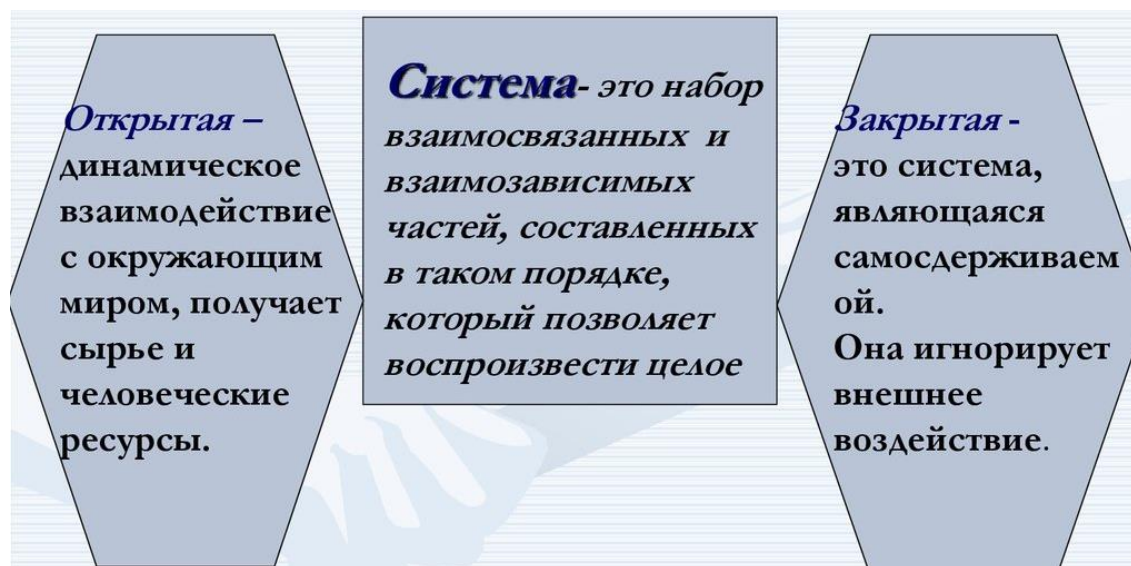 Открытая –
динамическое
взаимодействие
с окружающим
миром, получает
сырье и
человеческие
ресурсы.
Система- это набор
взаимосвязанных и
взаимозависимых
частей, составленных
в таком порядке,
который позволяет
воспроизвести целое
Закрытая -
это система,
являющаяся
самосдерживаем
ой.
Она игнорирует
внешнее
воздействие.